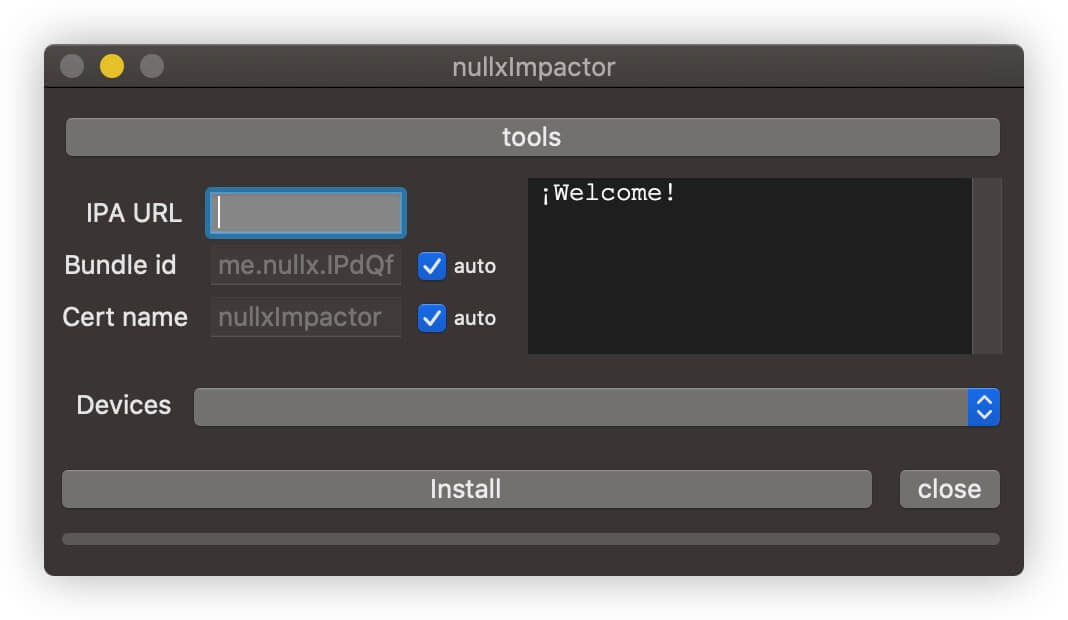 nullxImpactor
tools
IPA URL
Bundle id me.nullx.IPdQf auto
Cert name nullxImpactor auto
¡Welcome!
Devices
Install close